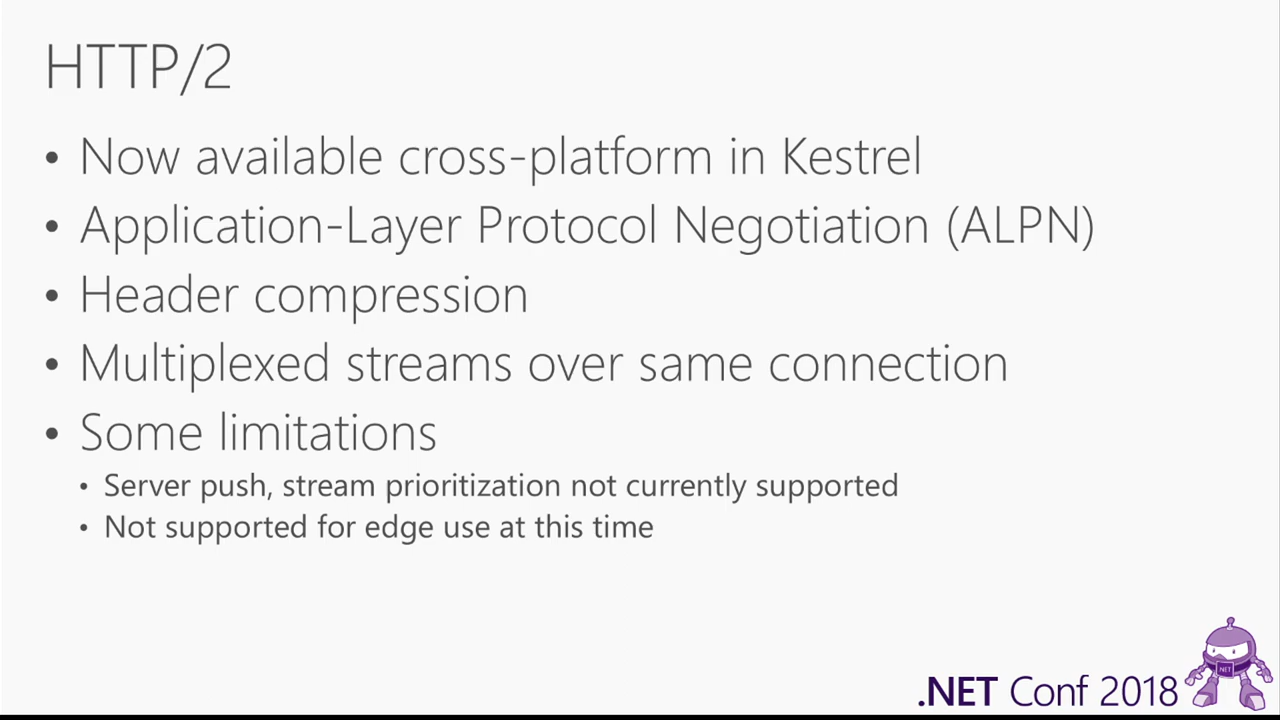 HTTP/2
• Now available cross-platform in Kestrel
• Application-Layer Protocol Negotiation (ALPN)
• Header compression
• Multiplexed streams over same connection
• Some limitations
• Server push, stream prioritization not currently supported
• Not supported for edge use at this time
.NET Conf 2018
.NET